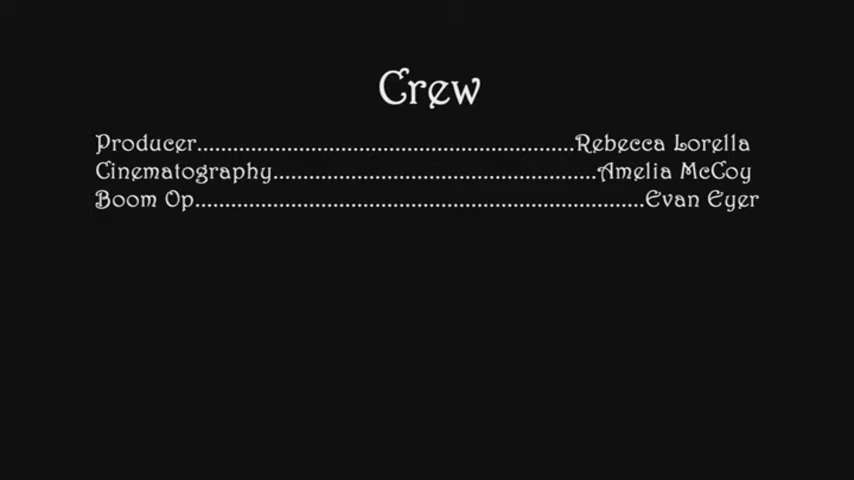 Crew
Producer......................................................................Rebecca Lorella
Cinematography............................................................Amelia McCoy
Boom Op...................................................................................Evan Eyer